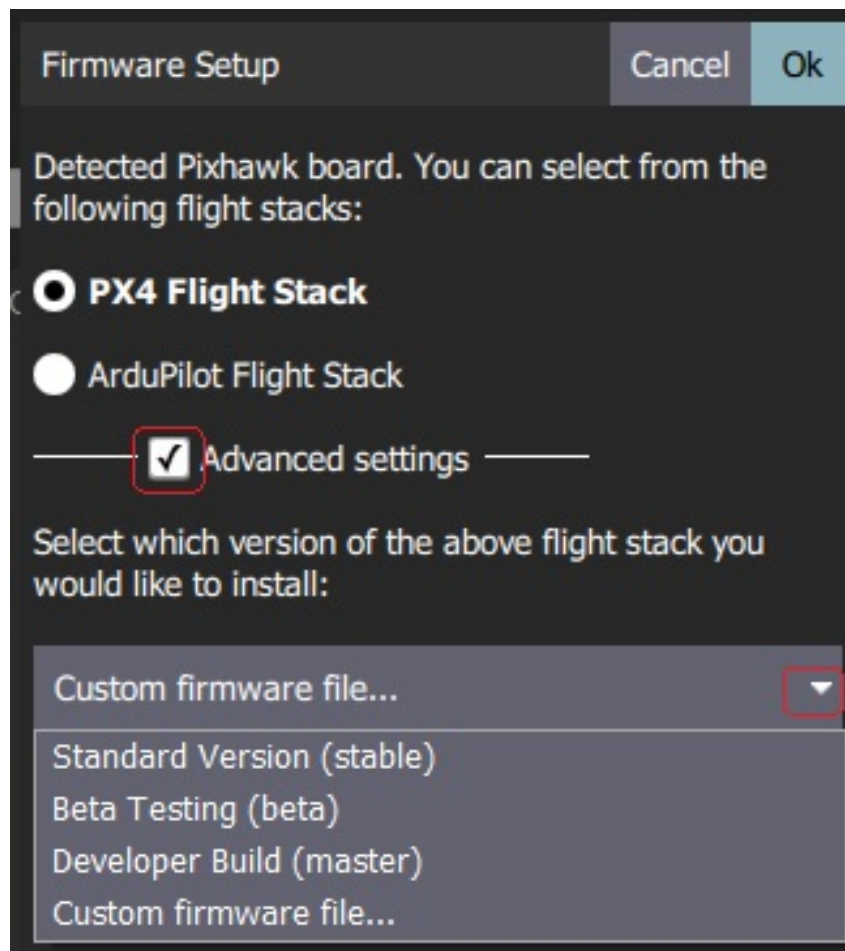 Firmware Setup
Cancel
Ok
Detected Pixhawk board. You can select from the
following flight stacks:
PX4 Flight Stack
ArduPilot Flight Stack
Advanced settings
Select which version of the above flight stack you
would like to install:
Custom firmware file...
Standard Version (stable)
Beta Testing (beta)
Developer Build (master)
Custom firmware file...